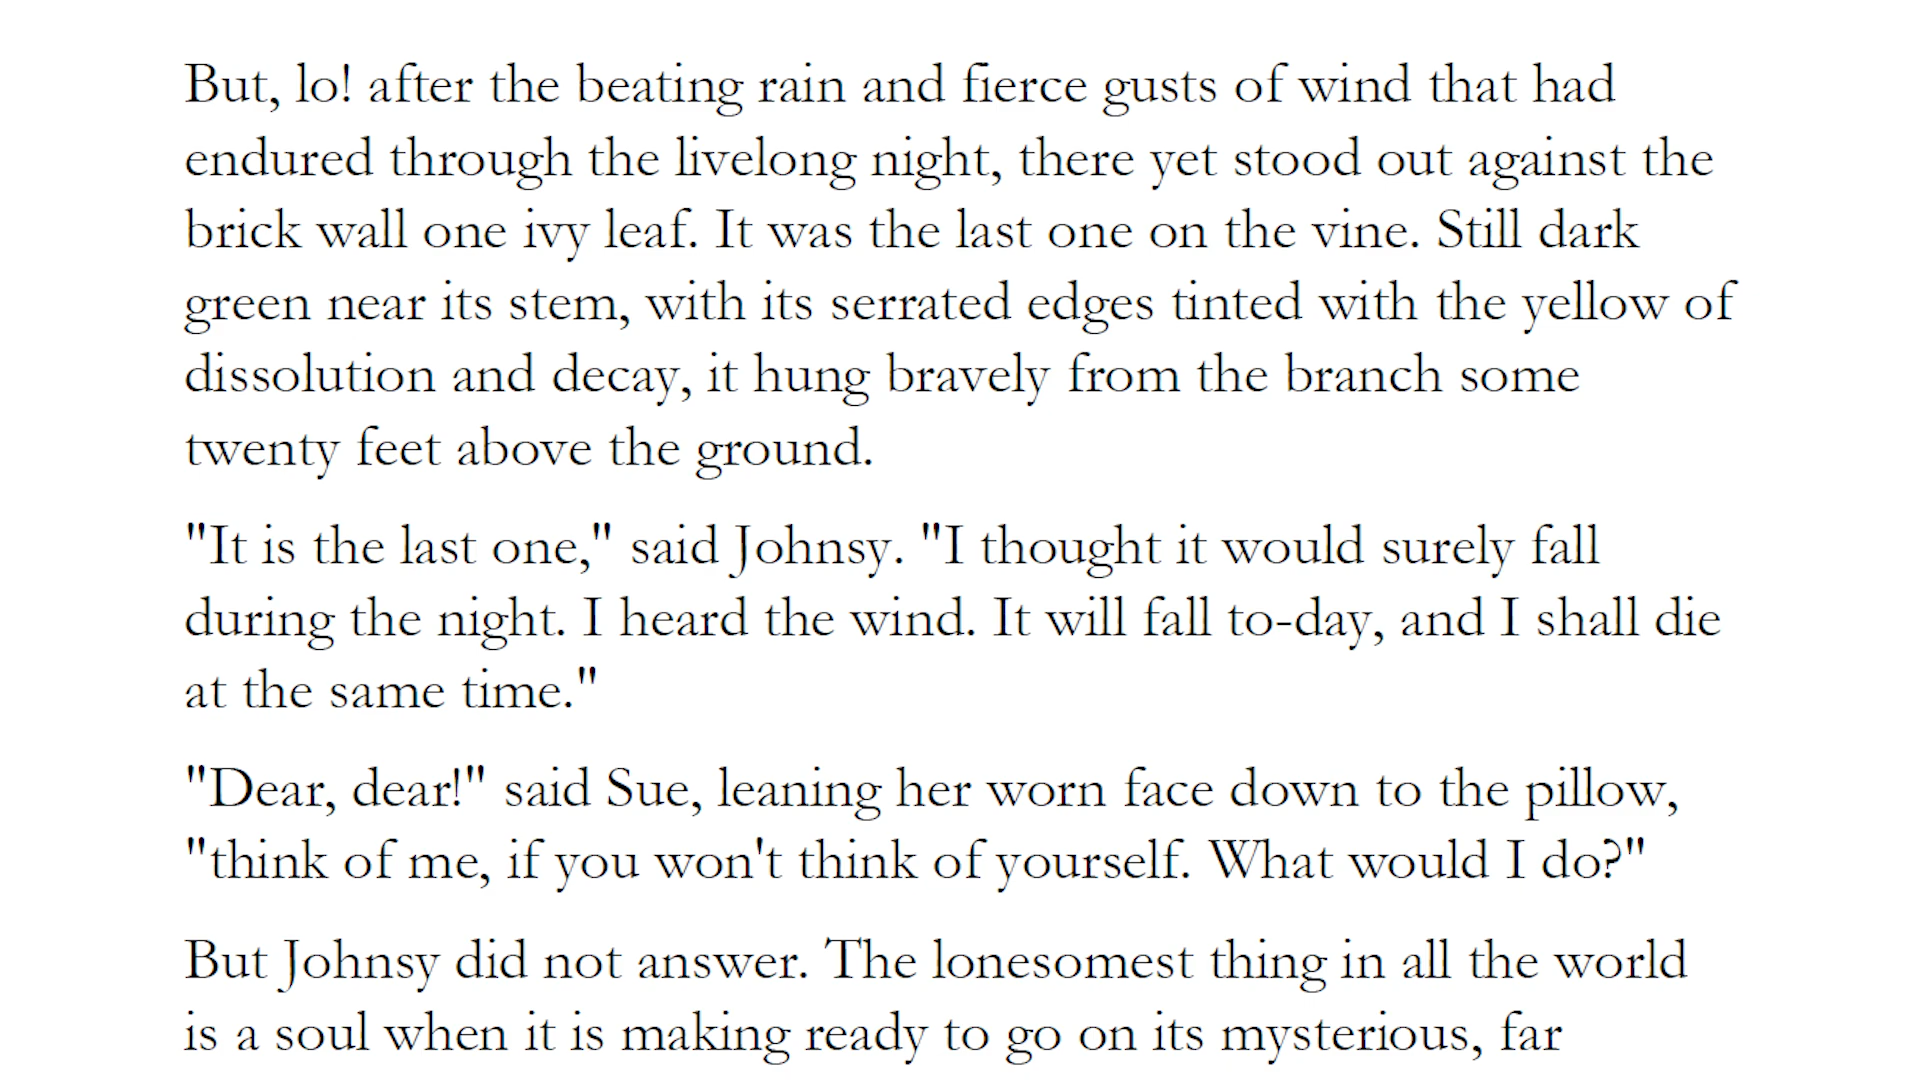 But, lo! after the beating rain and fierce gusts of wind that had
endured through the livelong night, there yet stood out against the
brick wall one ivy leaf. It was the last one on the vine. Still dark
green near its stem, with its serrated edges tinted with the yellow of
dissolution and decay, it hung bravely from the branch some
twenty feet above the ground.
"It is the last one," said Johnsy. "I thought it would surely fall
during the night. I heard the wind. It will fall to-day, and I shall die
at the same time."
"Dear, dear!" said Sue, leaning her worn face down to the pillow,
"think of me, if you won't think of yourself. What would I do?"
But Johnsy did not answer. The lonesomest thing in all the world
is a soul when it is making ready to go on its mysterious, far